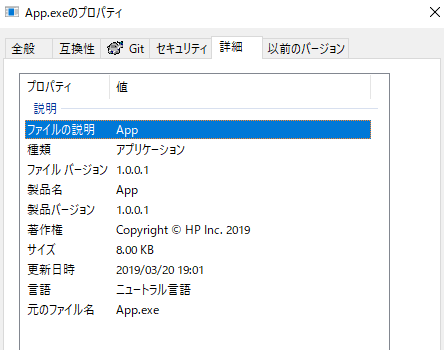 App.exeのプロパティ
全般 互換性 Git セキュリティ 詳細 以前のバージョン
プロパティ 値
説明
ファイルの説明 App
種類 アプリケーション
ファイル バージョン 1.0.0.1
製品名 App
製品バージョン 1.0.0.1
著作権 Copyright © HP Inc. 2019
サイズ 8.00 KB
更新日時 2019/03/20 19:01
言語 ニュートラル言語
元のファイル名 App.exe